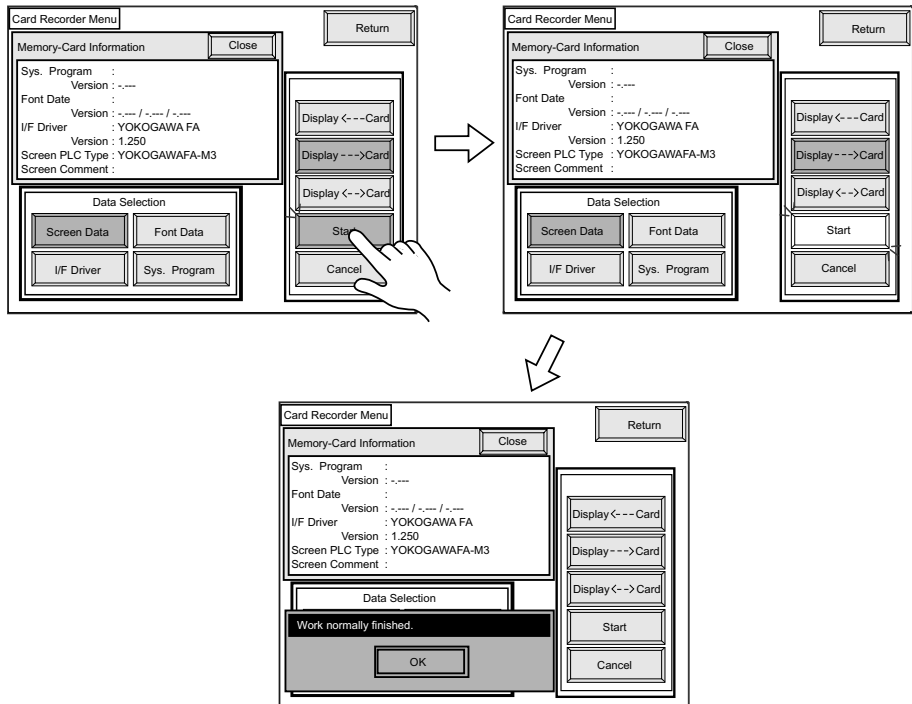 Card Recorder Menu
Return
Memory-Card Information
Close
Sys. Program :
Version : -.---
Font Date :
Version : -.--- / -.--- / -.---
I/F Driver : YOKOGAWA FA
Version : 1.250
Screen PLC Type : YOKOGAWAFA-M3
Screen Comment :
Display<---Card
Display--->Card
Display<-->Card
Start
Cancel
Data Selection
Screen Data
Font Data
I/F Driver
Sys. Program
Card Recorder Menu
Return
Memory-Card Information
Close
Sys. Program :
Version : -.---
Font Date :
Version : -.--- / -.--- / -.---
I/F Driver : YOKOGAWA FA
Version : 1.250
Screen PLC Type : YOKOGAWAFA-M3
Screen Comment :
Display<---Card
Display--->Card
Display<-->Card
Start
Cancel
Data Selection
Screen Data
Font Data
I/F Driver
Sys. Program
Card Recorder Menu
Return
Memory-Card Information
Close
Sys. Program :
Version : -.---
Font Date :
Version : -.--- / -.--- / -.---
I/F Driver : YOKOGAWA FA
Version : 1.250
Screen PLC Type : YOKOGAWAFA-M3
Screen Comment :
Display<---Card
Display--->Card
Display<-->Card
Start
Cancel
Data Selection
Work normally finished.
OK